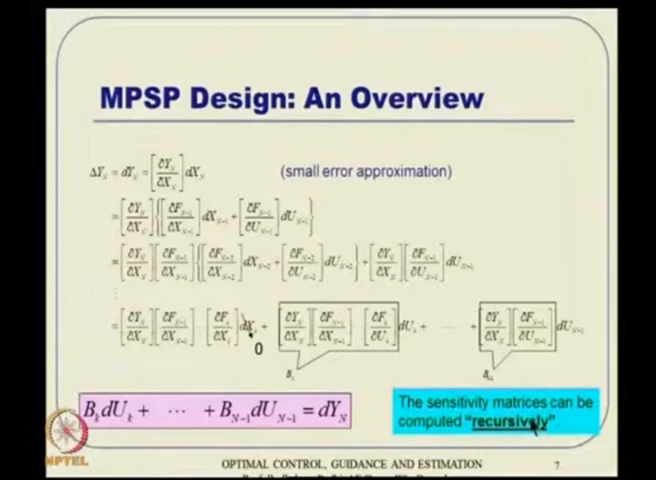 MPSP Design: An Overview
ΔY_N ≅ dY_N = [∂Y_N/∂X_N] dX_N (small error approximation)
= [∂Y_N/∂X_N] {[∂F_{N-1}/∂X_{N-1}] dX_{N-1} + [∂F_{N-1}/∂U_{N-1}] dU_{N-1}}
= [∂Y_N/∂X_N] [∂F_{N-1}/∂X_{N-1}] {[∂F_{N-2}/∂X_{N-2}] dX_{N-2} + [∂F_{N-2}/∂U_{N-2}] dU_{N-2}} + [∂Y_N/∂X_N] [∂F_{N-1}/∂U_{N-1}] dU_{N-1}
⋮
= [∂Y_N/∂X_N] [∂F_{N-1}/∂X_{N-1}] [∂F_k/∂X_k] dX_k + [∂Y_N/∂X_N] [∂F_{N-1}/∂X_{N-1}] [∂F_k/∂U_k] dU_k + ⋯ + [∂Y_N/∂X_N] [∂F_{N-1}/∂U_{N-1}] dU_{N-1}
0
B_k
B_kdU_k + ⋯ + B_{N-1}dU_{N-1} = dY_N
The sensitivity matrices can be
computed "recursively".
NPTEL
OPTIMAL CONTROL, GUIDANCE AND ESTIMATION 7